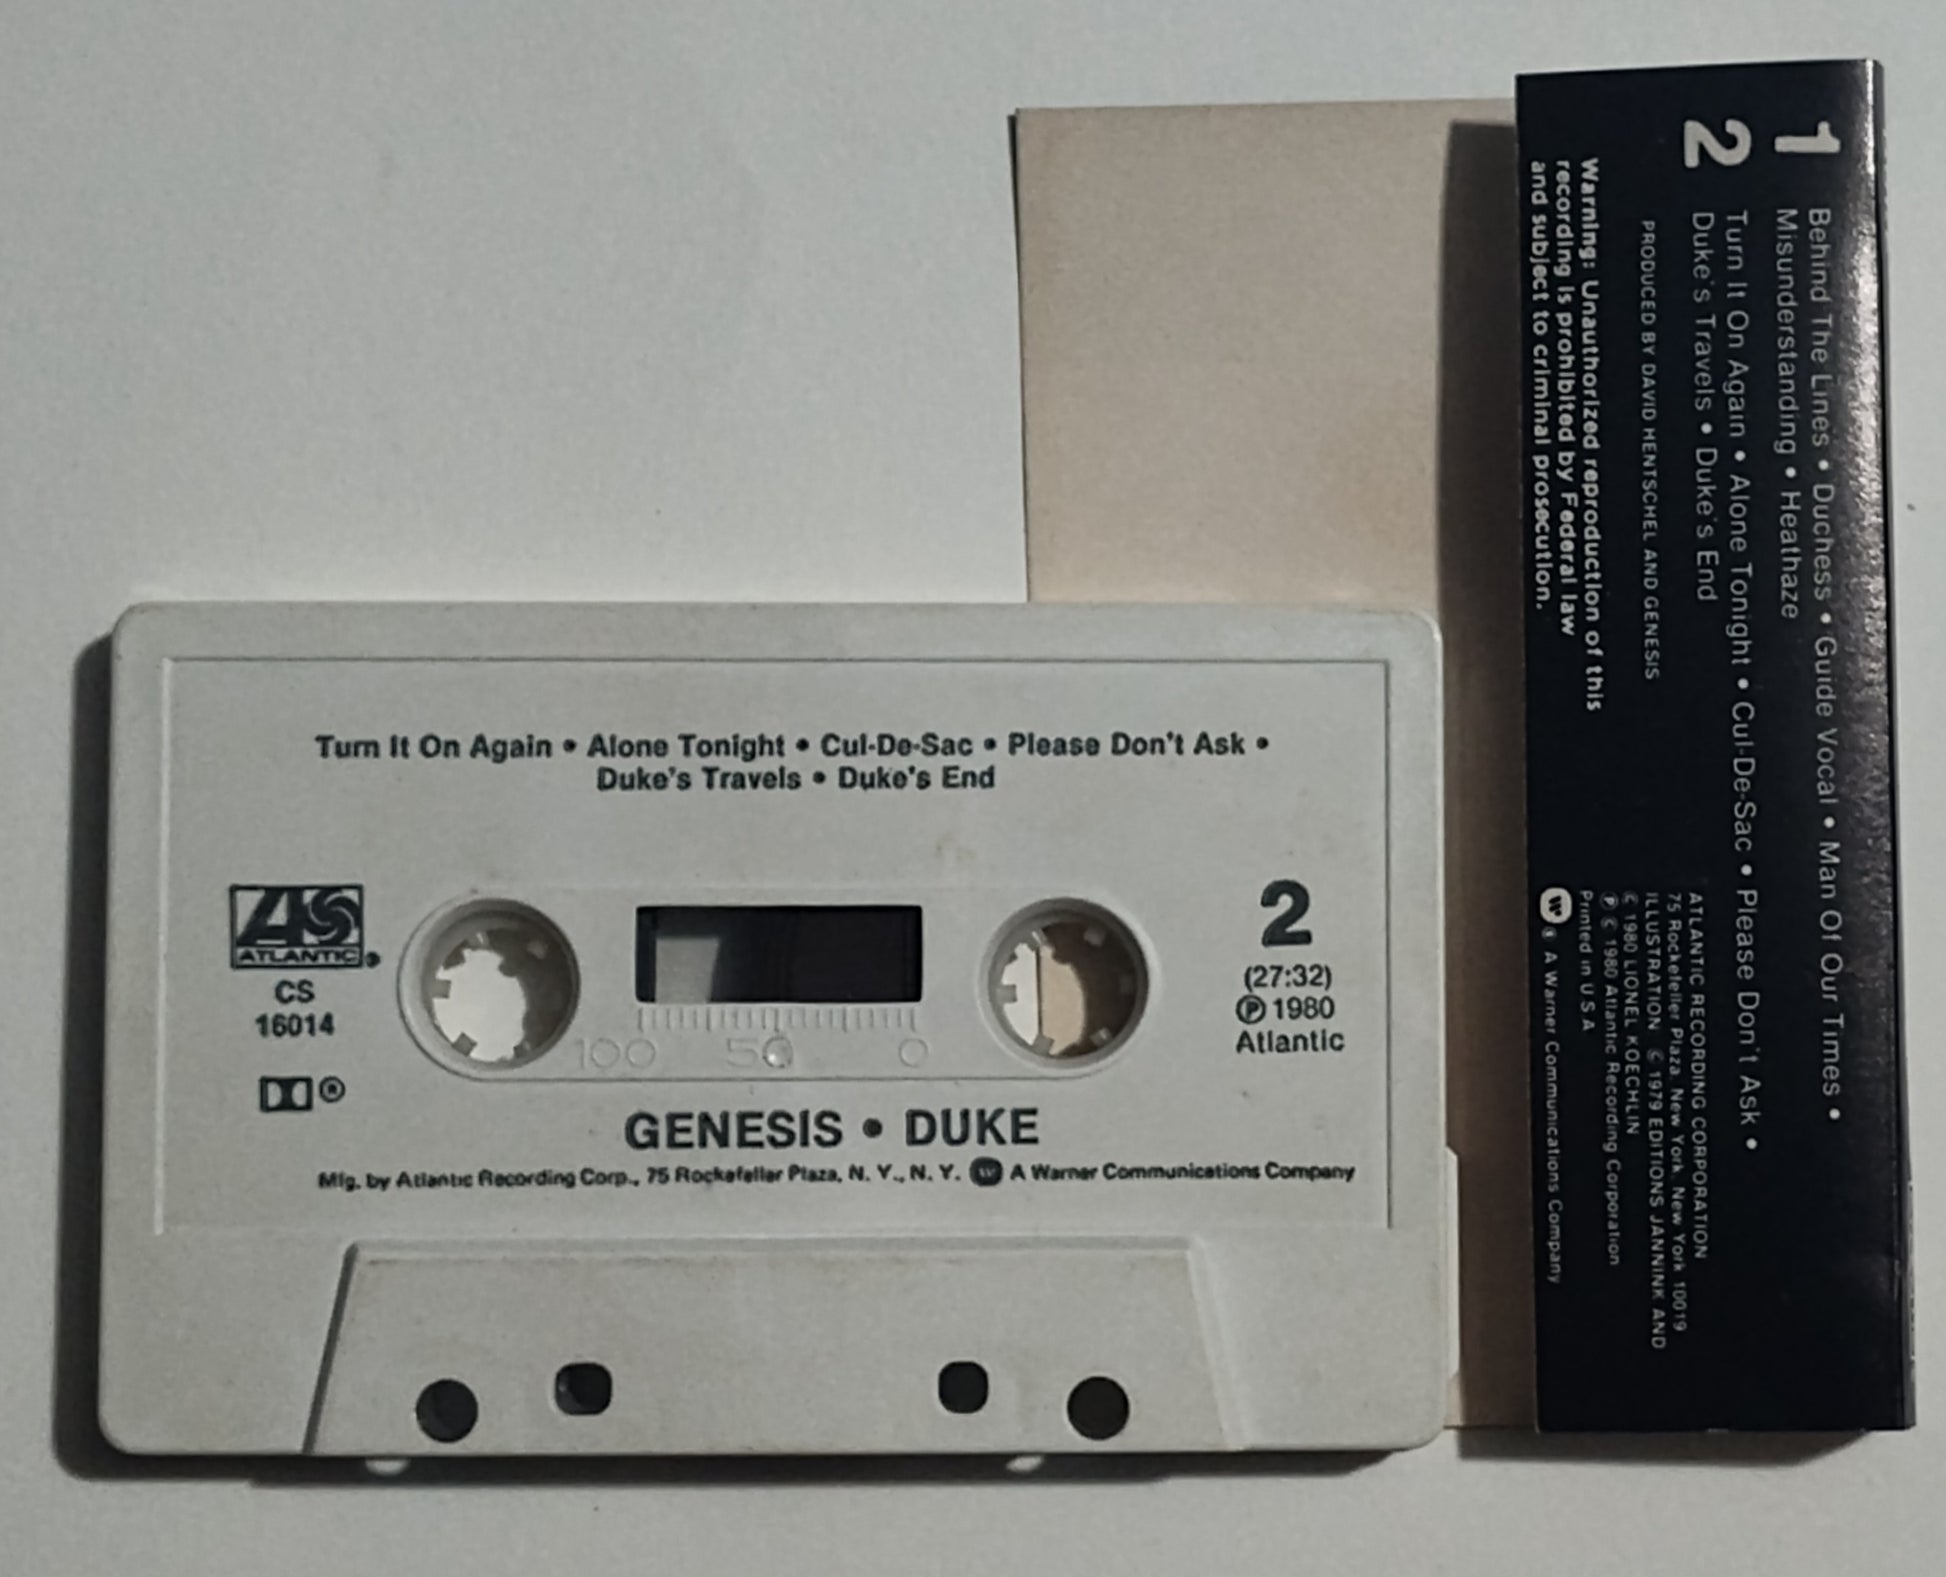 Turn It On Again • Alone Tonight • Cul-De-Sac • Please Don't Ask •
Duke's Travels • Duke's End
ATLANTIC
CS
16014
2
(27:32)
℗ 1980
Atlantic
100 50 0
GENESIS • DUKE
Mfg. by Atlantic Recording Corp., 75 Rockefeller Plaza, N. Y., N. Y. A Warner Communications Company
1 Behind The Lines • Duchess • Guide Vocal • Man Of Our Times •
Misunderstanding • Heathaze
2 Turn It On Again • Alone Tonight • Cul-De-Sac • Please Don't Ask •
Duke's Travels • Duke's End
PRODUCED BY DAVID HENTSCHEL AND GENESIS
Warning: Unauthorized reproduction of this
recording is prohibited by Federal law
and subject to criminal prosecution.
ATLANTIC RECORDING CORPORATION
75 Rockefeller Plaza, New York, New York 10019
ILLUSTRATION © 1979 EDITIONS JANNINK AND
© 1980 LIONEL KOECHLIN
℗ © 1980 Atlantic Recording Corporation
Printed in U S A
® A Warner Communications Company